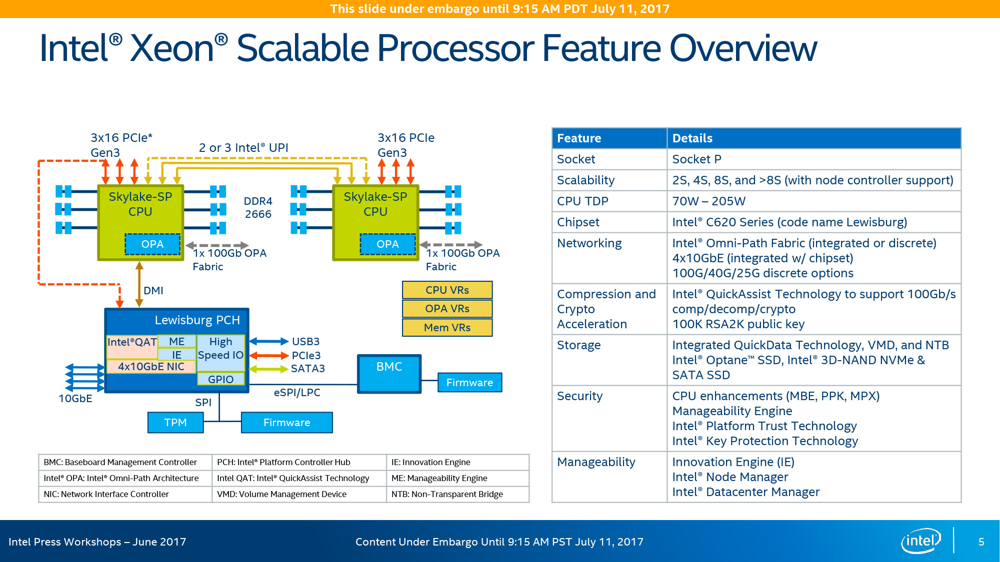 This slide under embargo until 9:15 AM PDT July 11, 2017
Intel® Xeon® Scalable Processor Feature Overview
3x16 PCIe*
Gen3
2 or 3 Intel® UPI
3x16 PCIe
Gen3
Skylake-SP
CPU
OPA
DDR4
2666
Skylake-SP
CPU
OPA
1x 100Gb OPA
Fabric
1x 100Gb OPA
Fabric
DMI
CPU VRs
OPA VRs
Mem VRs
Lewisburg PCH
Intel®QAT
ME
IE
High
Speed IO
4x10GbE NIC
GPIO
USB3
PCIe3
SATA3
10GbE
eSPI/LPC
BMC
Firmware
SPI
TPM
Firmware
BMC: Baseboard Management Controller
PCH: Intel® Platform Controller Hub
IE: Innovation Engine
Intel® OPA: Intel® Omni-Path Architecture
Intel QAT: Intel® QuickAssist Technology
ME: Manageability Engine
NIC: Network Interface Controller
VMD: Volume Management Device
NTB: Non-Transparent Bridge
Feature
Details
Socket
Socket P
Scalability
2S, 4S, 8S, and >8S (with node controller support)
CPU TDP
70W – 205W
Chipset
Intel® C620 Series (code name Lewisburg)
Networking
Intel® Omni-Path Fabric (integrated or discrete)
4x10GbE (integrated w/ chipset)
100G/40G/25G discrete options
Compression and
Crypto
Acceleration
Intel® QuickAssist Technology to support 100Gb/s
comp/decomp/crypto
100K RSA2K public key
Storage
Integrated QuickData Technology, VMD, and NTB
Intel® Optane™ SSD, Intel® 3D-NAND NVMe &
SATA SSD
Security
CPU enhancements (MBE, PPK, MPX)
Manageability Engine
Intel® Platform Trust Technology
Intel® Key Protection Technology
Manageability
Innovation Engine (IE)
Intel® Node Manager
Intel® Datacenter Manager
Intel Press Workshops – June 2017
Content Under Embargo Until 9:15 AM PST July 11, 2017
intel
5